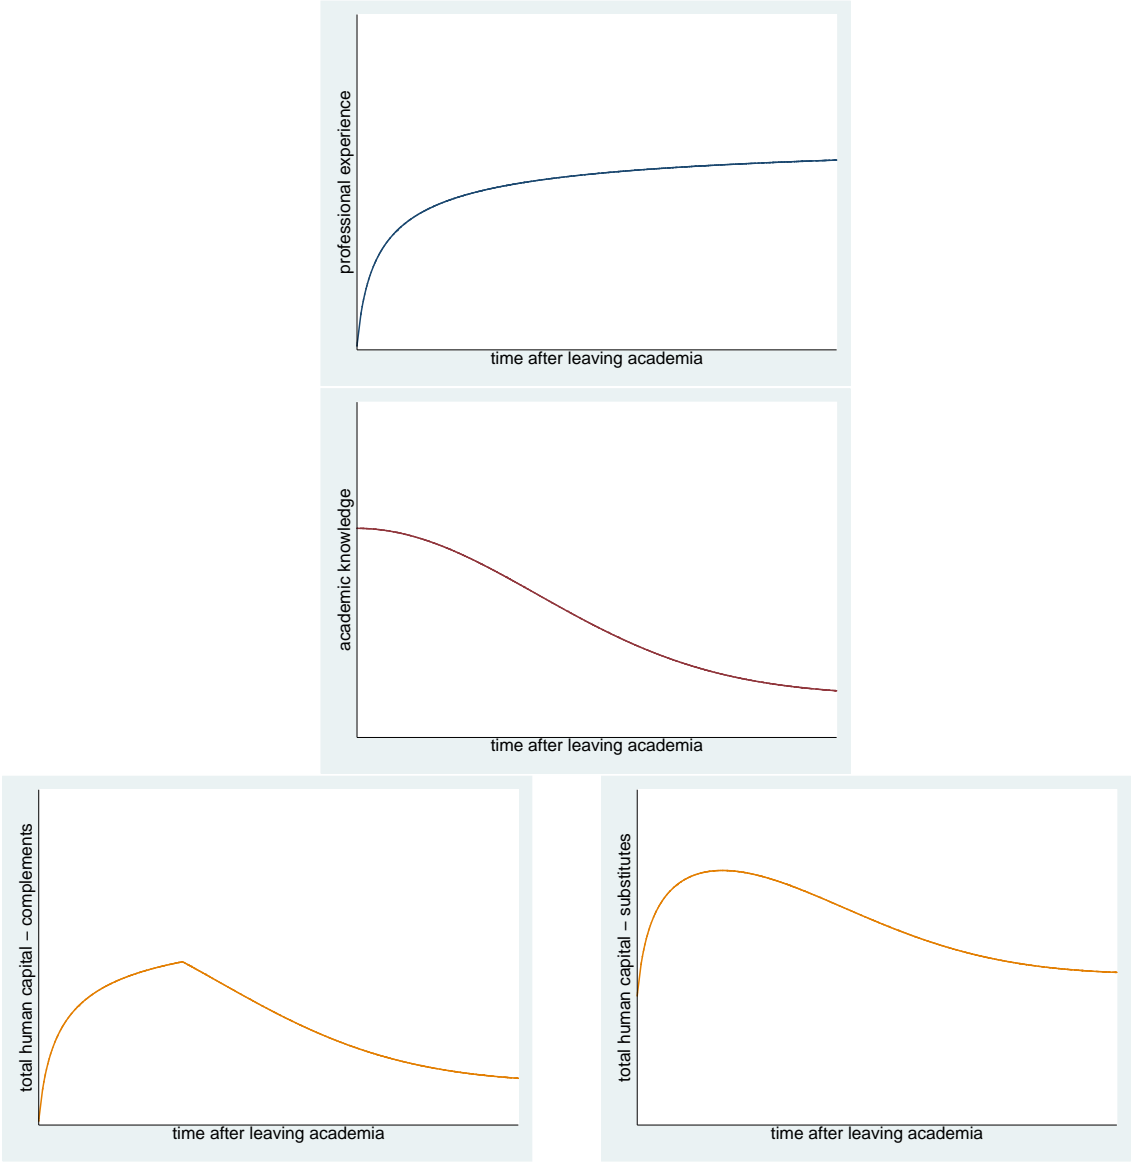 professional experience
time after leaving academia
academic knowledge
time after leaving academia
total human capital – complements
time after leaving academia
total human capital – substitutes
time after leaving academia